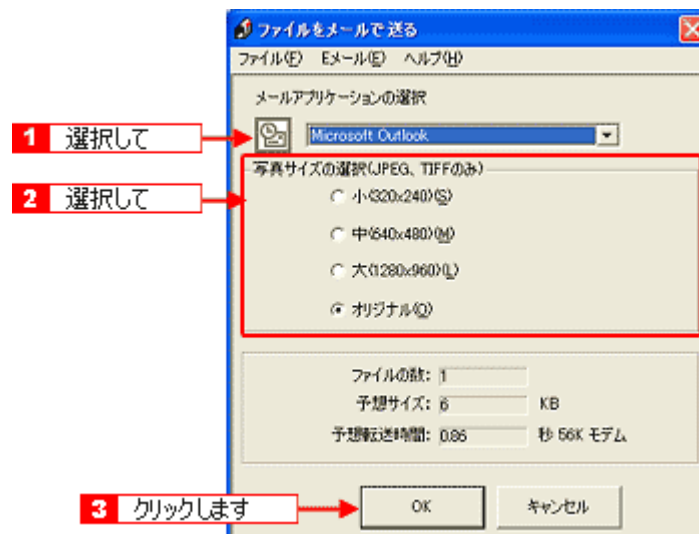 ファイルをメールで送る
ファイル(F) Eメール(E) ヘルプ(H)
メールアプリケーションの選択
1 選択して
Microsoft Outlook
写真サイズの選択(JPEG、TIFFのみ)
2 選択して
小(320x240)(S)
中(640x480)(M)
大(1280x960)(L)
オリジナル(O)
ファイルの数: 1
予想サイズ: 6 KB
予想転送時間: 0.86 秒 56K モデム
3 クリックします
OK キャンセル